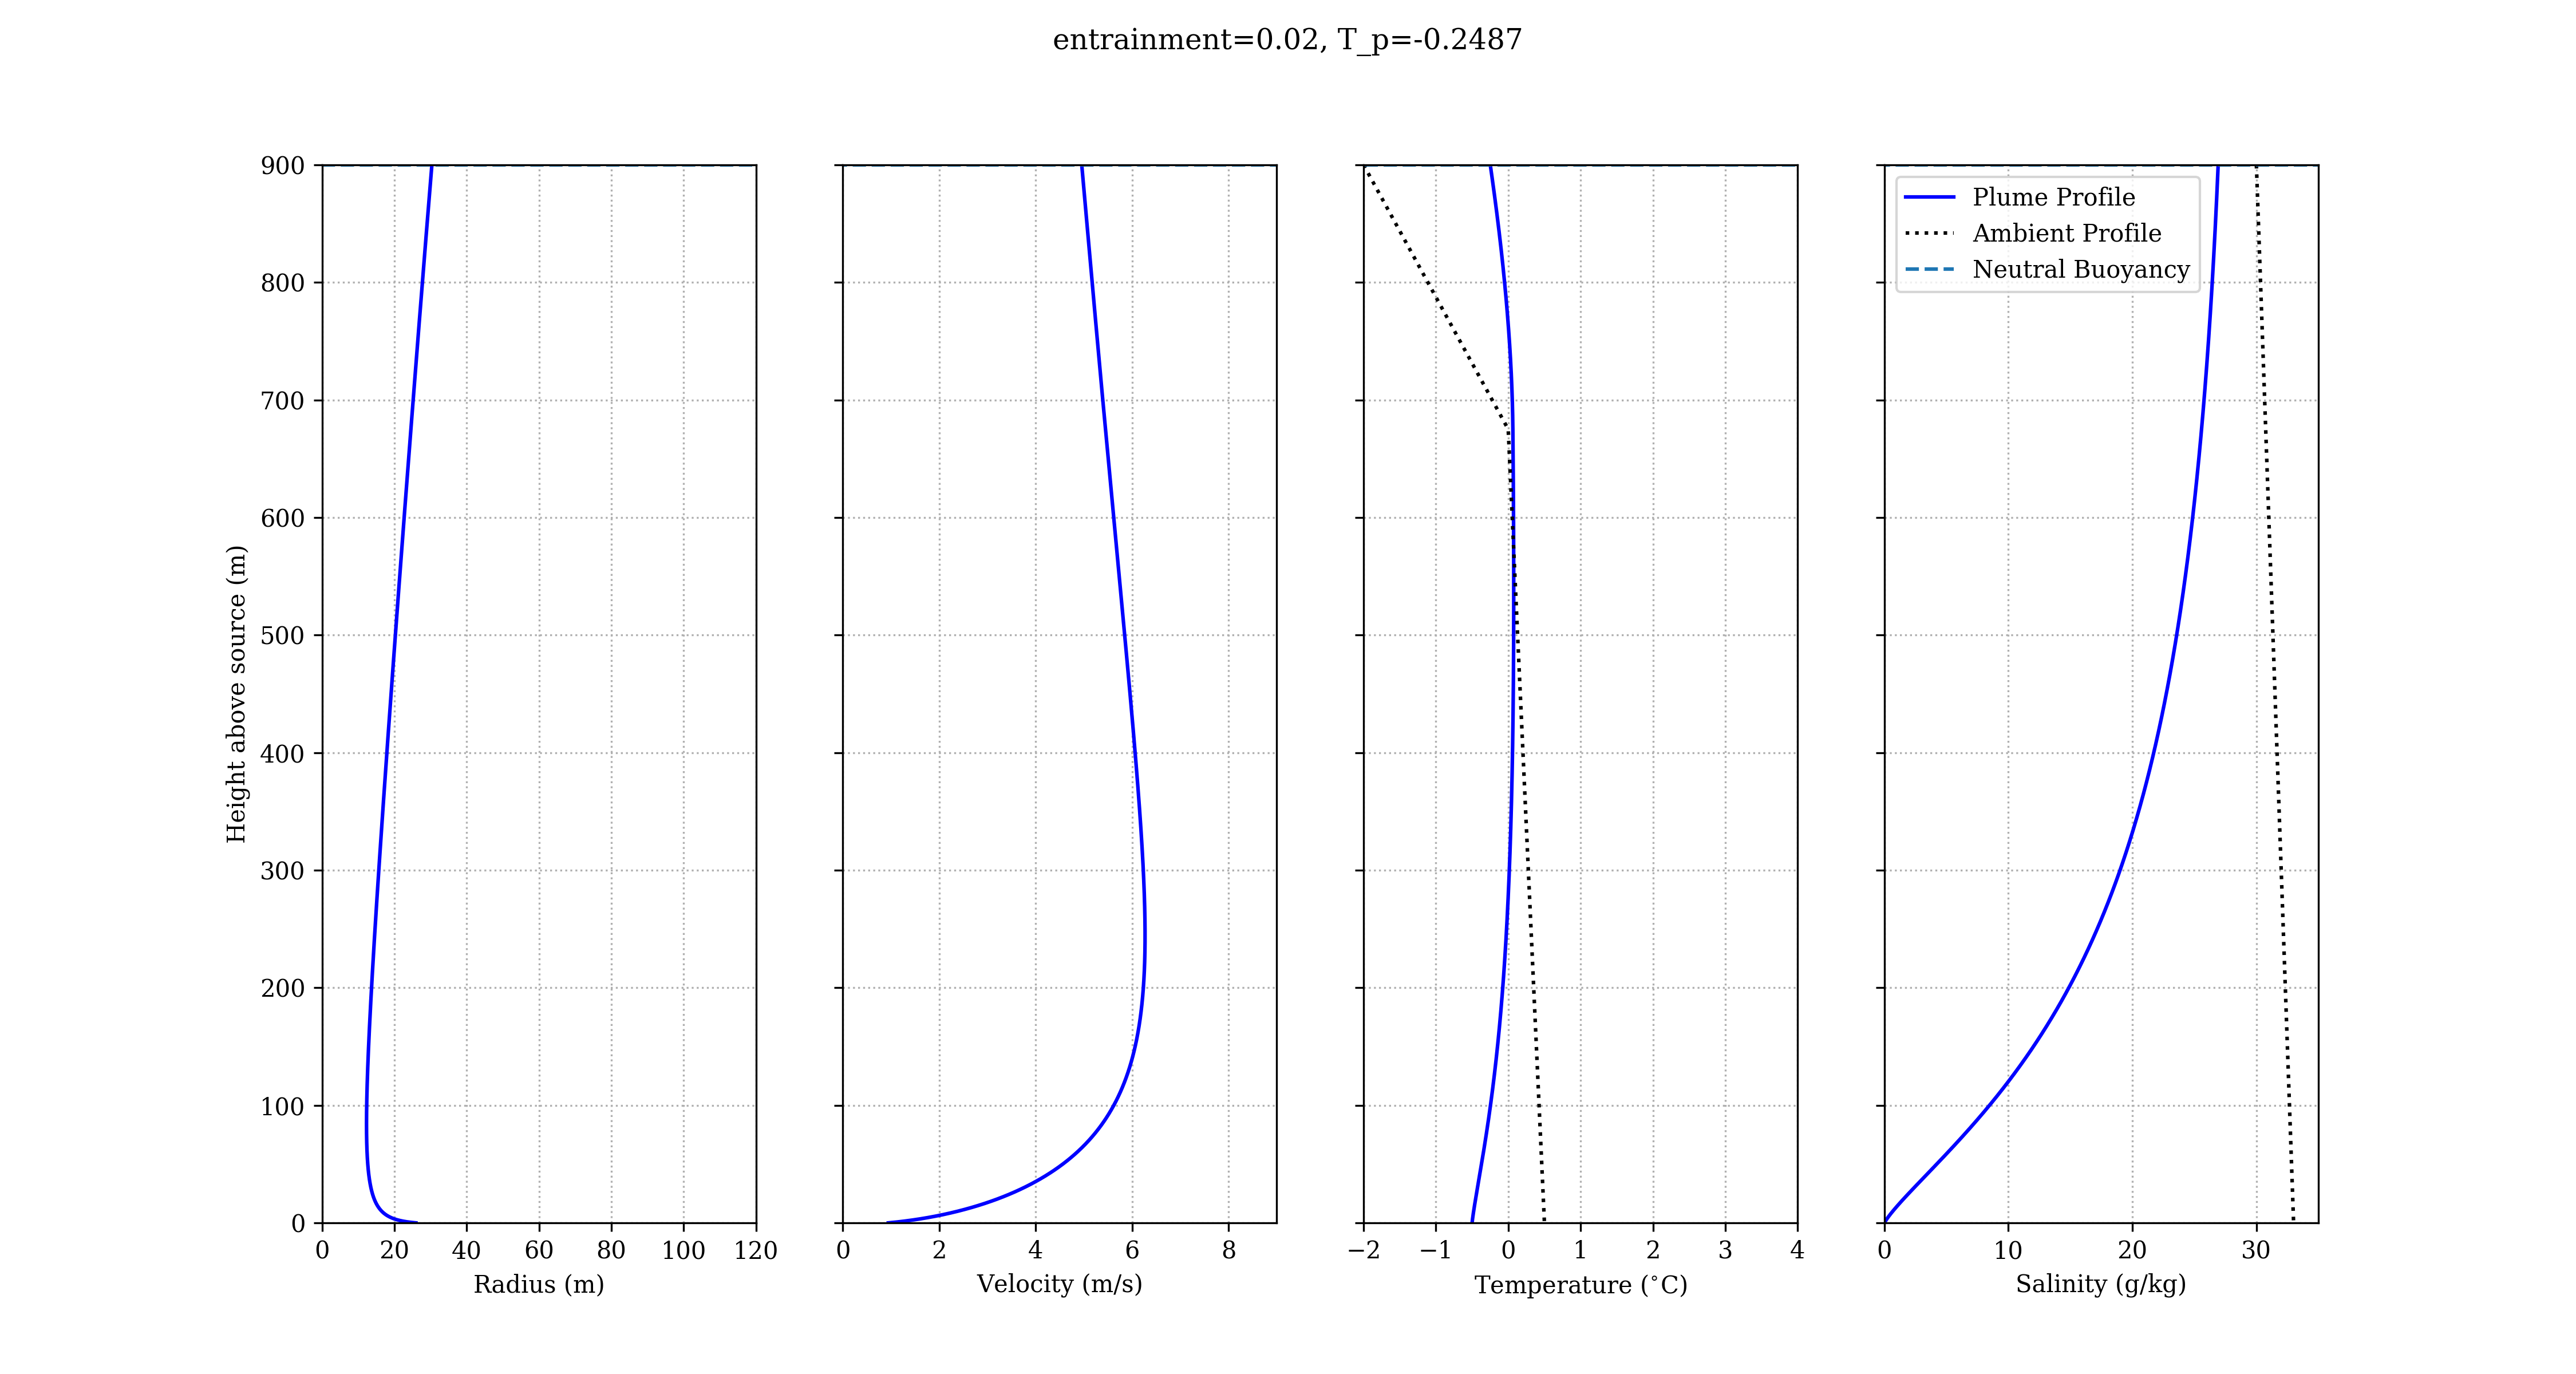 entrainment=0.02, T_p=-0.2487
900
800
700
600
500
400
300
200
100
0
Height above source (m)
0 20 40 60 80 100 120
Radius (m)
0 2 4 6 8
Velocity (m/s)
−2 −1 0 1 2 3 4
Temperature (°C)
Plume Profile
Ambient Profile
Neutral Buoyancy
0 10 20 30
Salinity (g/kg)